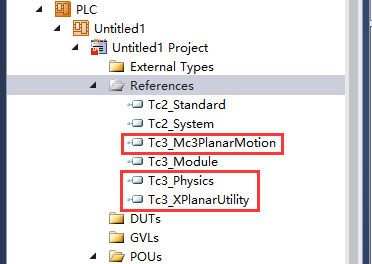 PLC
Untitled1
Untitled1 Project
External Types
References
Tc2_Standard
Tc2_System
Tc3_Mc3PlanarMotion
Tc3_Module
Tc3_Physics
Tc3_XPlanarUtility
DUTs
GVLs
POUs